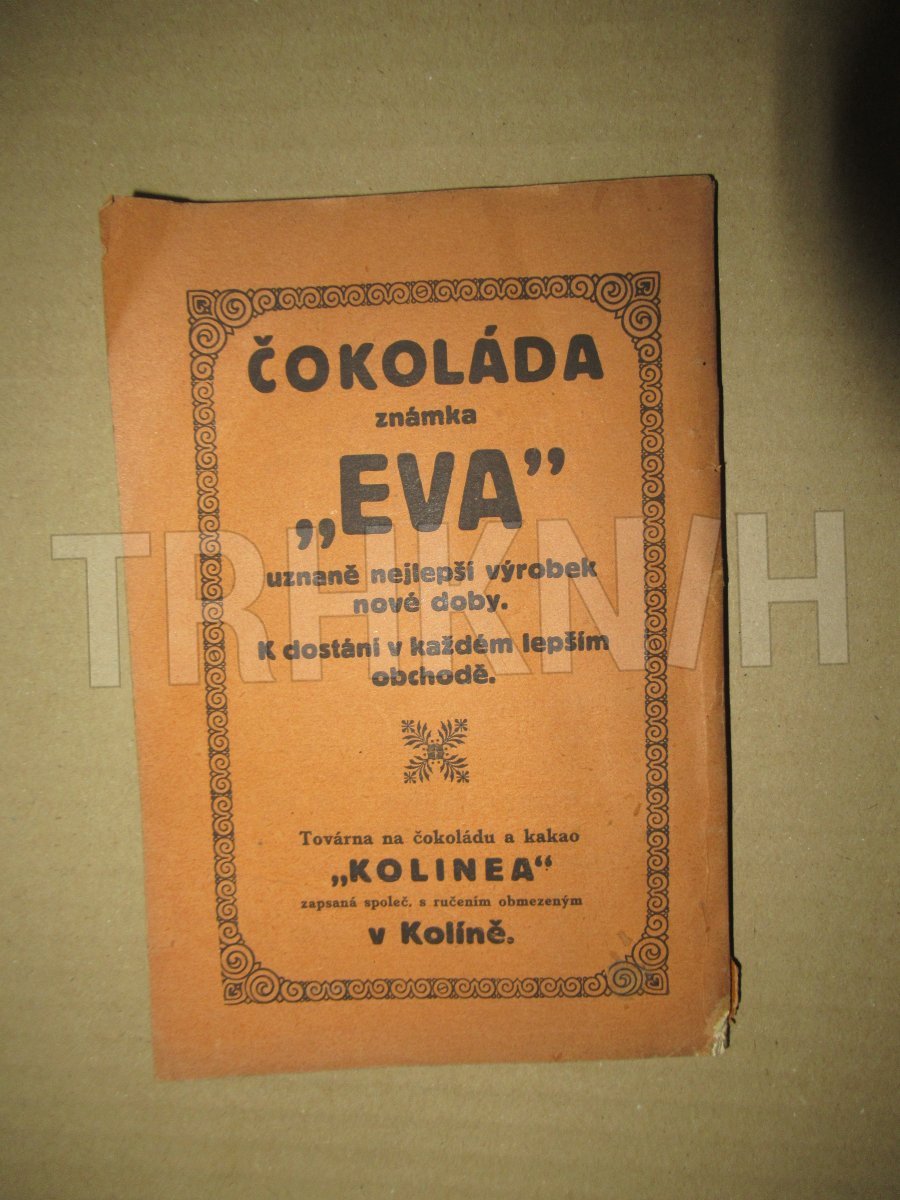 ČOKOLÁDA
známka
„EVA”
uznaně nejlepší výrobek
nové doby.
K dostání v každém lepším
obchodě.
Továrna na čokoládu a kakao
„KOLINEA“
zapsaná společ. s ručením obmezeným
v Kolíně.
TRHKNIH